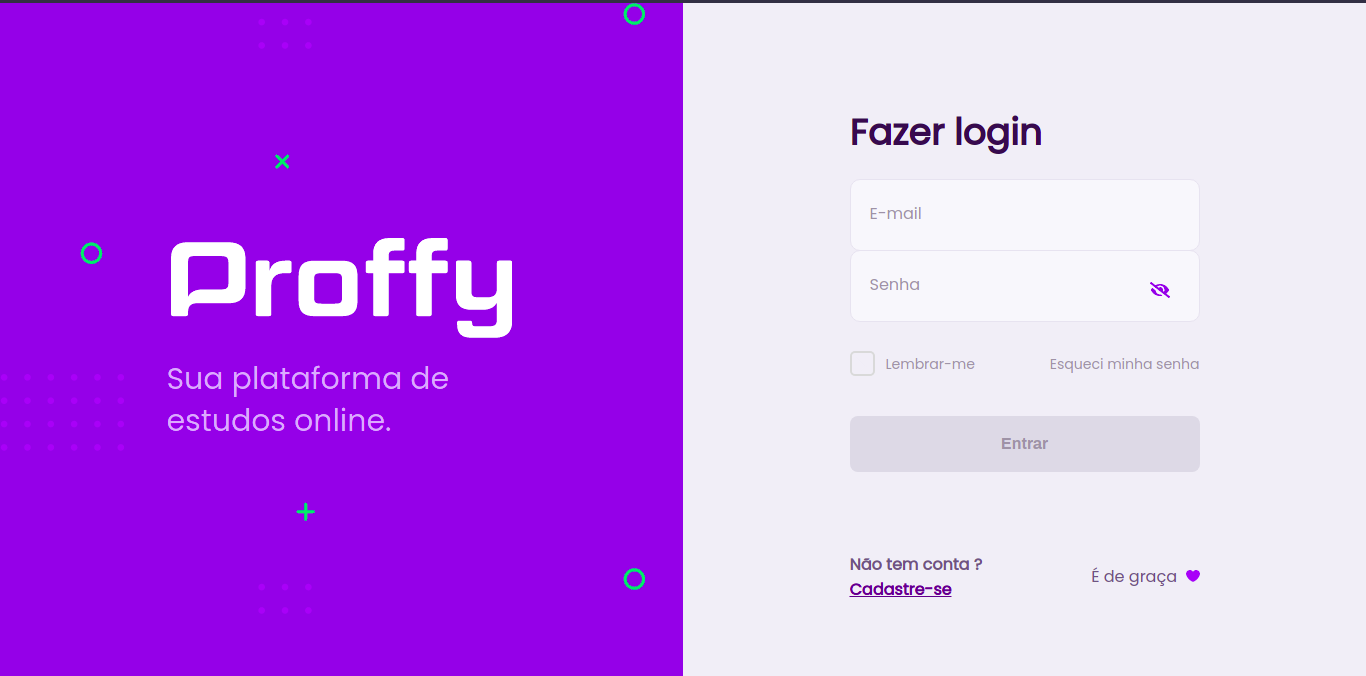 Proffy
Sua plataforma de
estudos online.
Fazer login
E-mail
Senha
Lembrar-me
Esqueci minha senha
Entrar
Não tem conta ?
Cadastre-se
É de graça